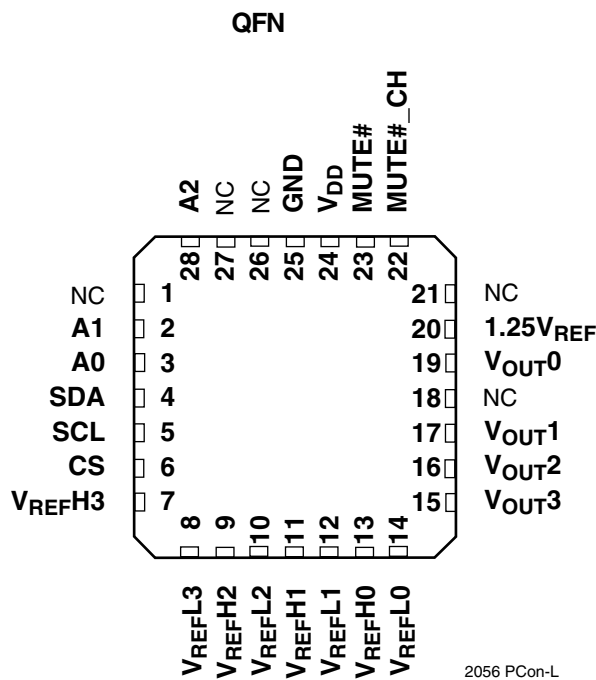 QFN
A2
NC
NC
GND
VDD
MUTE#
MUTE#_CH
28
27
26
25
24
23
22
NC 1
A1 2
A0 3
SDA 4
SCL 5
CS 6
VREFH3 7
21 NC
20 1.25VREF
19 VOUT0
18 NC
17 VOUT1
16 VOUT2
15 VOUT3
8
9
10
11
12
13
14
VREFL3
VREFH2
VREFL2
VREFH1
VREFL1
VREFH0
VREFL0
2056 PCon-L